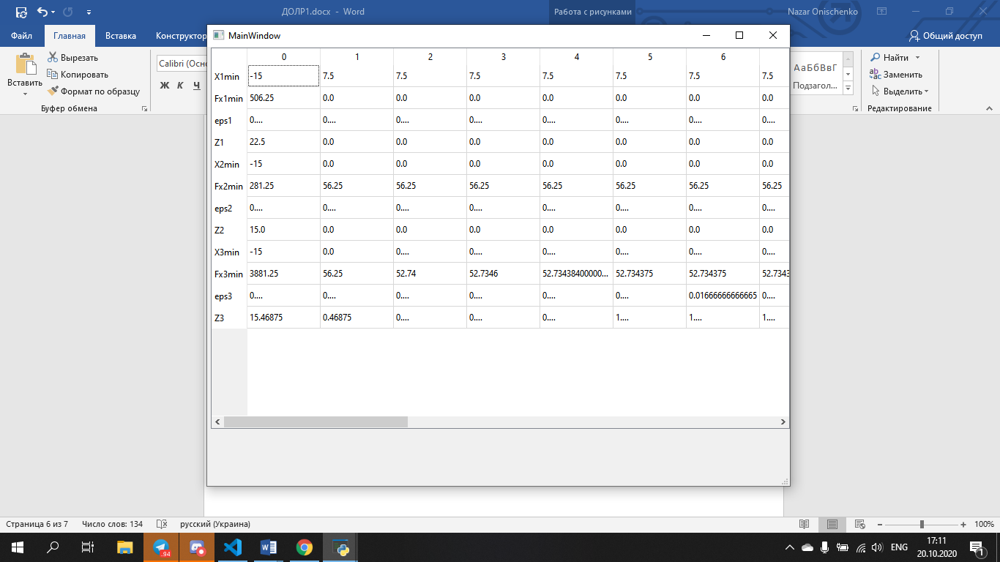 ДОЛР1.docx - Word
Работа с рисунками
Nazar Onischenko
Файл
Главная
Вставка
Конструктор
Общий доступ
MainWindow
Вставить
Вырезать
Копировать
Формат по образцу
Буфер обмена
Calibri (Осно
Ж К Ч
АаБбВвГ
Подзагол...
Найти
Заменить
Выделить
Редактирование
0 1 2 3 4 5 6
X1min -15 7.5 7.5 7.5 7.5 7.5 7.5 7.5
Fx1min 506.25 0.0 0.0 0.0 0.0 0.0 0.0 0.0
eps1 0.... 0.... 0.... 0.... 0.... 0.... 0.... 0....
Z1 22.5 0.0 0.0 0.0 0.0 0.0 0.0 0.0
X2min -15 0.0 0.0 0.0 0.0 0.0 0.0 0.0
Fx2min 281.25 56.25 56.25 56.25 56.25 56.25 56.25 56.25
eps2 0.... 0.... 0.... 0.... 0.... 0.... 0.... 0....
Z2 15.0 0.0 0.0 0.0 0.0 0.0 0.0 0.0
X3min -15 0.0 0.... 0.... 0.... 0.... 0.... 0....
Fx3min 3881.25 56.25 52.74 52.7346 52.73438400000... 52.734375 52.734375 52.7343
eps3 0.... 0.... 0.... 0.... 0.... 0.... 0.01666666666665 0....
Z3 15.46875 0.46875 0.... 0.... 0.... 1.... 1.... 1....
Страница 6 из 7
Число слов: 134
русский (Украина)
100%
94
ENG
17:11
20.10.2020
1